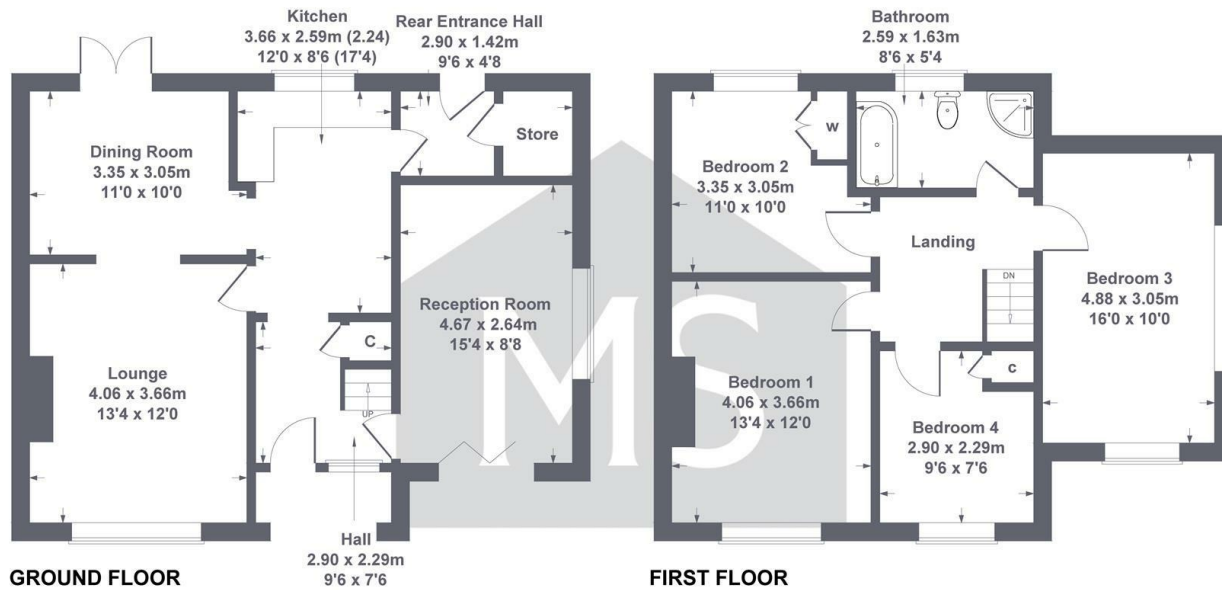 Kitchen
3.66 x 2.59m (2.24)
12'0 x 8'6 (17'4)
Rear Entrance Hall
2.90 x 1.42m
9'6 x 4'8
Store
Dining Room
3.35 x 3.05m
11'0 x 10'0
Reception Room
4.67 x 2.64m
15'4 x 8'8
C
Lounge
4.06 x 3.66m
13'4 x 12'0
UP
Hall
2.90 x 2.29m
9'6 x 7'6
GROUND FLOOR
MS
Bathroom
2.59 x 1.63m
8'6 x 5'4
W
Bedroom 2
3.35 x 3.05m
11'0 x 10'0
Landing
DN
Bedroom 3
4.88 x 3.05m
16'0 x 10'0
Bedroom 1
4.06 x 3.66m
13'4 x 12'0
c
Bedroom 4
2.90 x 2.29m
9'6 x 7'6
FIRST FLOOR